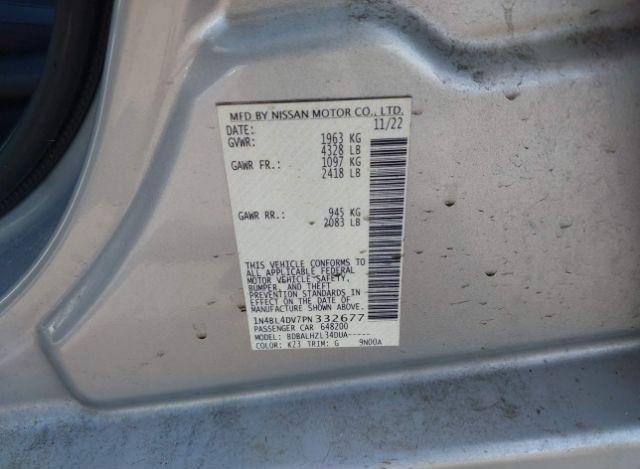 MFD BY NISSAN MOTOR CO., LTD.
DATE: 11/22
GVWR: 1963 KG
4328 LB
GAWR FR.: 1097 KG
2418 LB
GAWR RR.: 945 KG
2083 LB
THIS VEHICLE CONFORMS TO
ALL APPLICABLE FEDERAL
MOTOR VEHICLE SAFETY,
BUMPER, AND THEFT
PREVENTION STANDARDS IN
EFFECT ON THE DATE OF
MANUFACTURE SHOWN ABOVE.
1N4BL4DV7PN332677
PASSENGER CAR 648200
MODEL: BDBALHZL34DUA-----
COLOR: K23 TRIM: G 9N00A